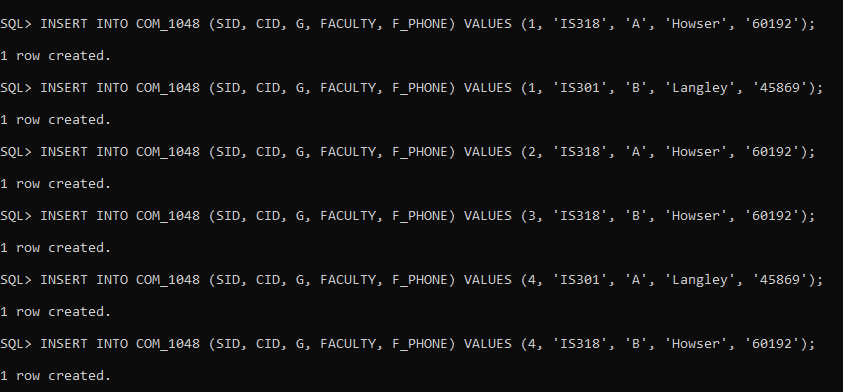 SQL> INSERT INTO COM_1048 (SID, CID, G, FACULTY, F_PHONE) VALUES (1, 'IS318', 'A', 'Howser', '60192');
1 row created.
SQL> INSERT INTO COM_1048 (SID, CID, G, FACULTY, F_PHONE) VALUES (1, 'IS301', 'B', 'Langley', '45869');
1 row created.
SQL> INSERT INTO COM_1048 (SID, CID, G, FACULTY, F_PHONE) VALUES (2, 'IS318', 'A', 'Howser', '60192');
1 row created.
SQL> INSERT INTO COM_1048 (SID, CID, G, FACULTY, F_PHONE) VALUES (3, 'IS318', 'B', 'Howser', '60192');
1 row created.
SQL> INSERT INTO COM_1048 (SID, CID, G, FACULTY, F_PHONE) VALUES (4, 'IS301', 'A', 'Langley', '45869');
1 row created.
SQL> INSERT INTO COM_1048 (SID, CID, G, FACULTY, F_PHONE) VALUES (4, 'IS318', 'B', 'Howser', '60192');
1 row created.